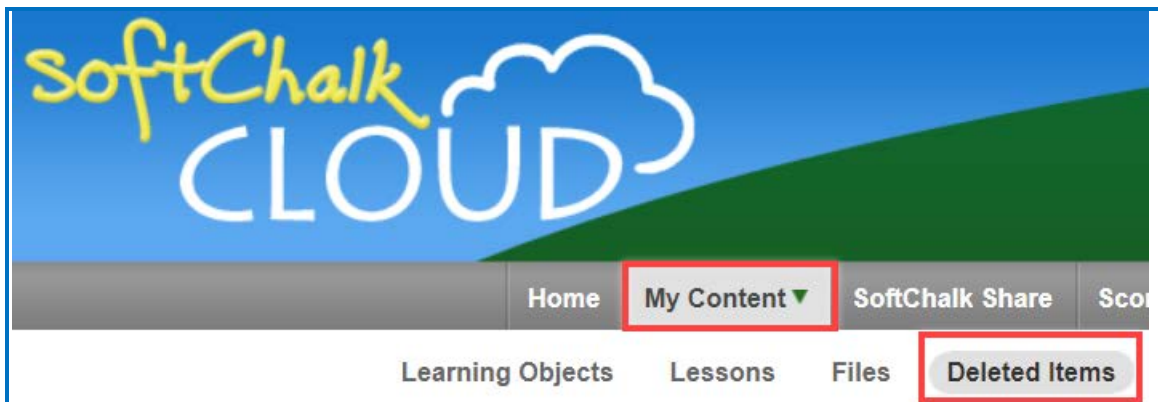 softChalk
CLOUD
Home My Content▼ SoftChalk Share
Learning Objects Lessons Files Deleted Items